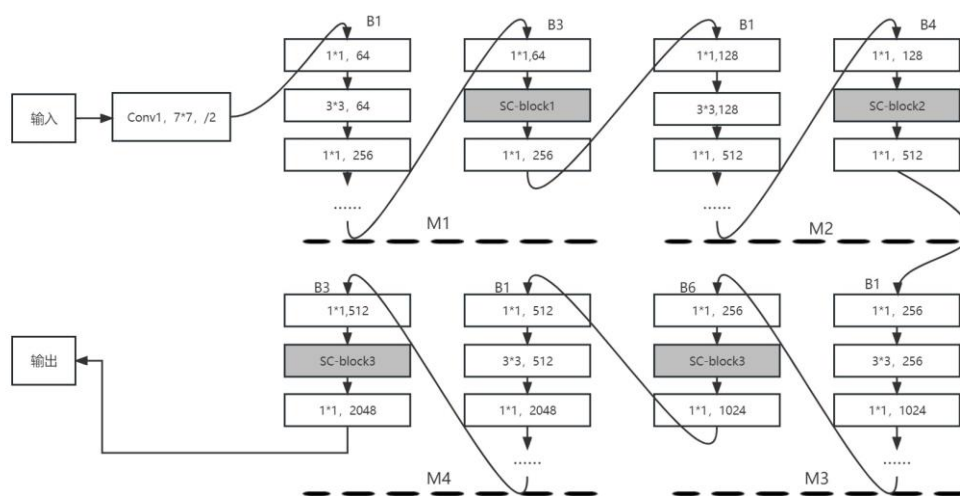 B1
B3
B1
B4
1*1，64
1*1,64
1*1,128
1*1，128
输入
Conv1，7*7，/2
3*3，64
SC-block1
3*3,128
SC-block2
1*1，256
1*1，256
1*1，512
1*1，512
......
......
M1
M2
B3
B1
B6
B1
1*1,512
1*1，512
1*1，256
1*1，256
输出
SC-block3
3*3，512
SC-block3
3*3，256
1*1，2048
1*1，2048
1*1，1024
1*1，1024
......
......
M4
M3